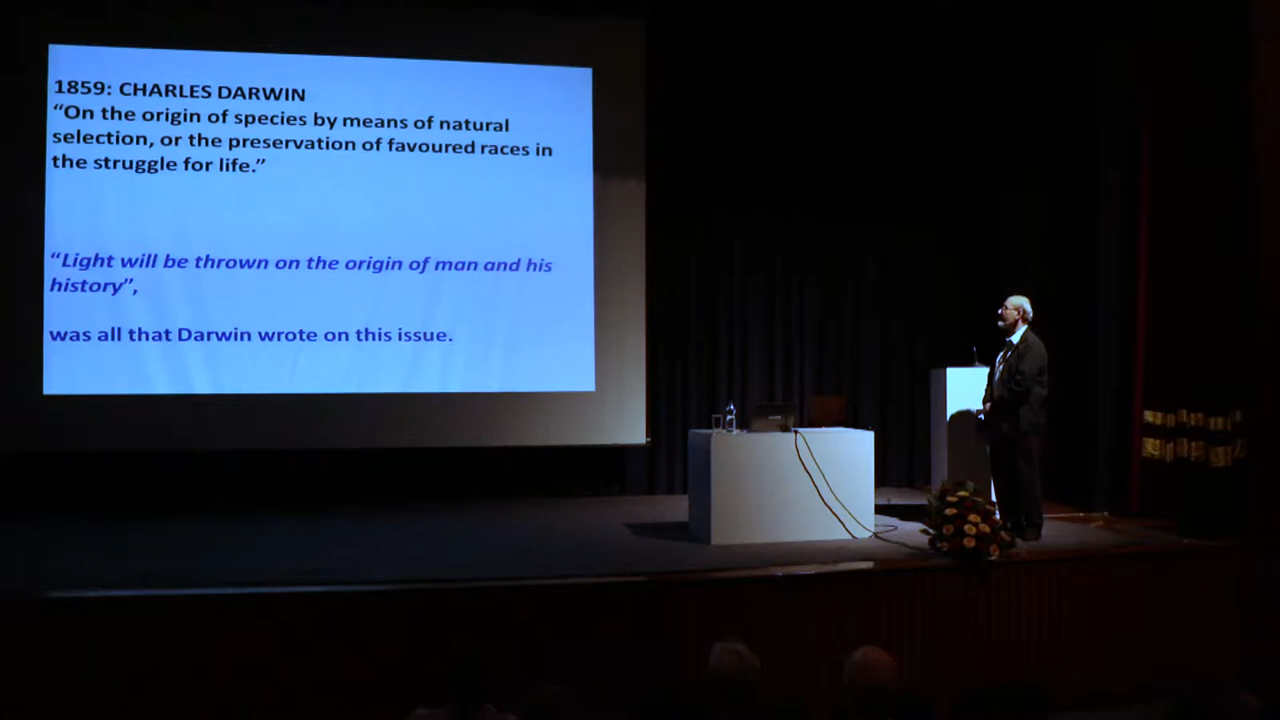 1859: CHARLES DARWIN
“On the origin of species by means of natural
selection, or the preservation of favoured races in
the struggle for life.”
“Light will be thrown on the origin of man and his
history”,
was all that Darwin wrote on this issue.